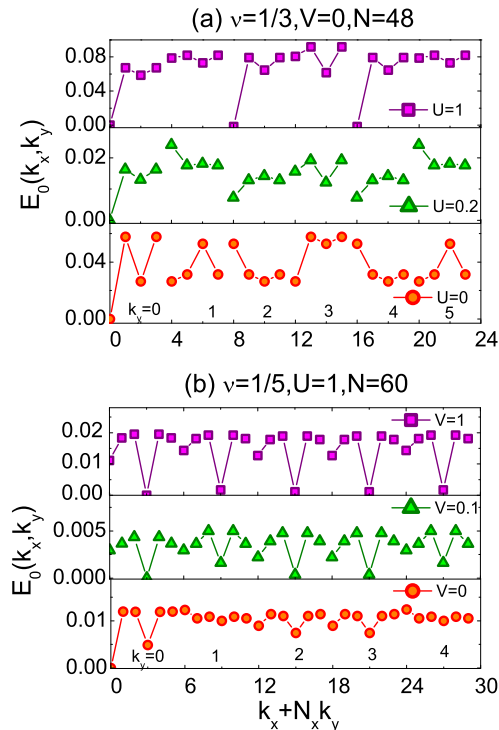 (a) ν=1/3,V=0,N=48
0.08
0.04
0.00
U=1
0.02
0.00
U=0.2
0.04
0.00
U=0
kx=0 1 2 3 4 5
0 4 8 12 16 20 24
E0(kx,ky)
(b) ν=1/5,U=1,N=60
0.02
0.01
0.00
V=1
0.005
0.000
V=0.1
0.01
0.00
V=0
ky=0 1 2 3 4
0 6 12 18 24 30
E0(kx,ky)
kx+Nxky